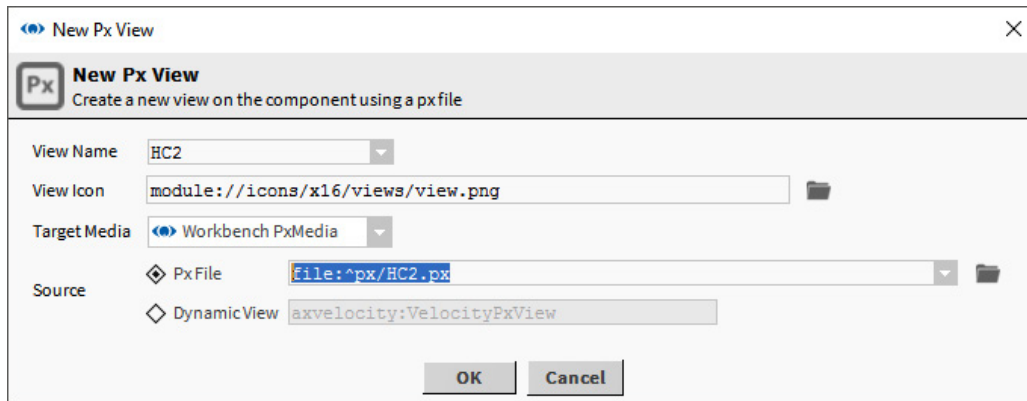 New Px View
Px
New Px View
Create a new view on the component using a px file
View Name HC2
View Icon module://icons/x16/views/view.png
Target Media Workbench PxMedia
Source
Px File file:^px/HC2.px
Dynamic View axvelocity:VelocityPxView
OK Cancel